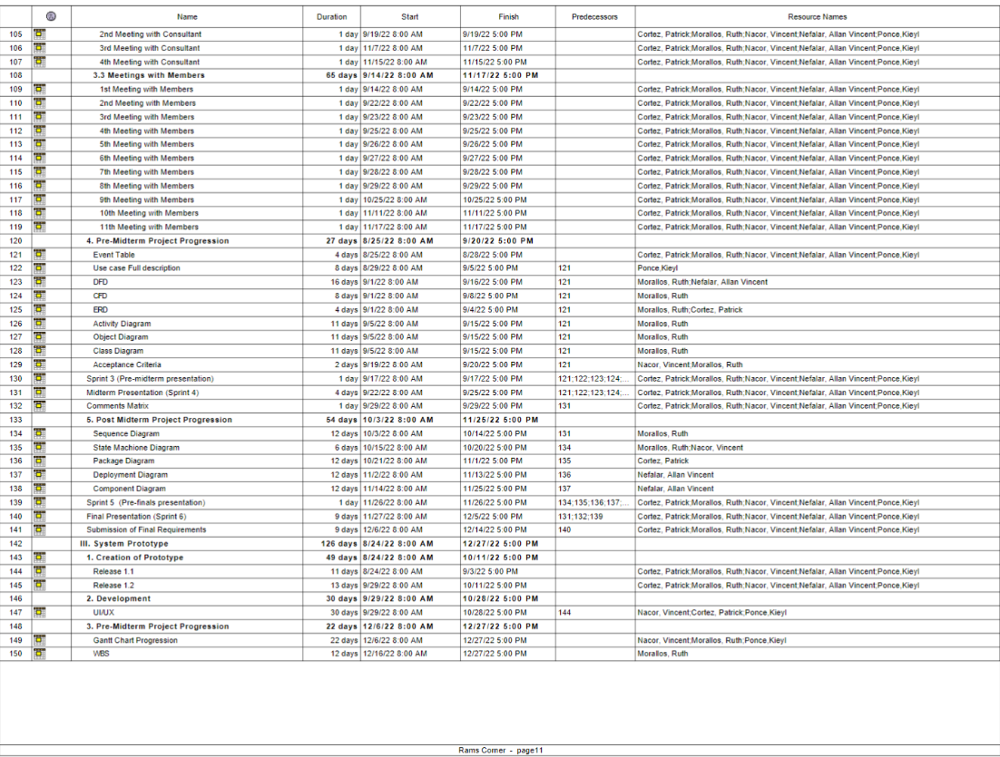 Name Duration Start Finish Predecessors Resource Names
105 2nd Meeting with Consultant 1 day 9/19/22 8:00 AM 9/19/22 5:00 PM Cortez, Patrick;Morallos, Ruth;Nacor, Vincent;Nefalar, Allan Vincent;Ponce,Kieyl
106 3rd Meeting with Consultant 1 day 11/7/22 8:00 AM 11/7/22 5:00 PM Cortez, Patrick;Morallos, Ruth;Nacor, Vincent;Nefalar, Allan Vincent;Ponce,Kieyl
107 4th Meeting with Consultant 1 day 11/15/22 8:00 AM 11/15/22 5:00 PM Cortez, Patrick;Morallos, Ruth;Nacor, Vincent;Nefalar, Allan Vincent;Ponce,Kieyl
108 3.3 Meetings with Members 65 days 9/14/22 8:00 AM 11/17/22 5:00 PM
109 1st Meeting with Members 1 day 9/14/22 8:00 AM 9/14/22 5:00 PM Cortez, Patrick;Morallos, Ruth;Nacor, Vincent;Nefalar, Allan Vincent;Ponce,Kieyl
110 2nd Meeting with Members 1 day 9/22/22 8:00 AM 9/22/22 5:00 PM Cortez, Patrick;Morallos, Ruth;Nacor, Vincent;Nefalar, Allan Vincent;Ponce,Kieyl
111 3rd Meeting with Members 1 day 9/23/22 8:00 AM 9/23/22 5:00 PM Cortez, Patrick;Morallos, Ruth;Nacor, Vincent;Nefalar, Allan Vincent;Ponce,Kieyl
112 4th Meeting with Members 1 day 9/25/22 8:00 AM 9/25/22 5:00 PM Cortez, Patrick;Morallos, Ruth;Nacor, Vincent;Nefalar, Allan Vincent;Ponce,Kieyl
113 5th Meeting with Members 1 day 9/26/22 8:00 AM 9/26/22 5:00 PM Cortez, Patrick;Morallos, Ruth;Nacor, Vincent;Nefalar, Allan Vincent;Ponce,Kieyl
114 6th Meeting with Members 1 day 9/27/22 8:00 AM 9/27/22 5:00 PM Cortez, Patrick;Morallos, Ruth;Nacor, Vincent;Nefalar, Allan Vincent;Ponce,Kieyl
115 7th Meeting with Members 1 day 9/28/22 8:00 AM 9/28/22 5:00 PM Cortez, Patrick;Morallos, Ruth;Nacor, Vincent;Nefalar, Allan Vincent;Ponce,Kieyl
116 8th Meeting with Members 1 day 9/29/22 8:00 AM 9/29/22 5:00 PM Cortez, Patrick;Morallos, Ruth;Nacor, Vincent;Nefalar, Allan Vincent;Ponce,Kieyl
117 9th Meeting with Members 1 day 10/25/22 8:00 AM 10/25/22 5:00 PM Cortez, Patrick;Morallos, Ruth;Nacor, Vincent;Nefalar, Allan Vincent;Ponce,Kieyl
118 10th Meeting with Members 1 day 11/11/22 8:00 AM 11/11/22 5:00 PM Cortez, Patrick;Morallos, Ruth;Nacor, Vincent;Nefalar, Allan Vincent;Ponce,Kieyl
119 11th Meeting with Members 1 day 11/17/22 8:00 AM 11/17/22 5:00 PM Cortez, Patrick;Morallos, Ruth;Nacor, Vincent;Nefalar, Allan Vincent;Ponce,Kieyl
120 4. Pre-Midterm Project Progression 27 days 8/25/22 8:00 AM 9/20/22 5:00 PM
121 Event Table 4 days 8/25/22 8:00 AM 8/28/22 5:00 PM Cortez, Patrick;Morallos, Ruth;Nacor, Vincent;Nefalar, Allan Vincent;Ponce,Kieyl
122 Use case Full description 8 days 8/29/22 8:00 AM 9/5/22 5:00 PM 121 Ponce,Kieyl
123 DFD 16 days 9/1/22 8:00 AM 9/16/22 5:00 PM 121 Morallos, Ruth;Nefalar, Allan Vincent
124 CFD 8 days 9/1/22 8:00 AM 9/8/22 5:00 PM 121 Morallos, Ruth
125 ERD 4 days 9/1/22 8:00 AM 9/4/22 5:00 PM 121 Morallos, Ruth;Cortez, Patrick
126 Activity Diagram 11 days 9/5/22 8:00 AM 9/15/22 5:00 PM 121 Morallos, Ruth
127 Object Diagram 11 days 9/5/22 8:00 AM 9/15/22 5:00 PM 121 Morallos, Ruth
128 Class Diagram 11 days 9/5/22 8:00 AM 9/15/22 5:00 PM 121 Morallos, Ruth
129 Acceptance Criteria 2 days 9/19/22 8:00 AM 9/20/22 5:00 PM 121 Nacor, Vincent;Morallos, Ruth
130 Sprint 3 (Pre-midterm presentation) 1 day 9/17/22 8:00 AM 9/17/22 5:00 PM 121;122;123;124;... Cortez, Patrick;Morallos, Ruth;Nacor, Vincent;Nefalar, Allan Vincent;Ponce,Kieyl
131 Midterm Presentation (Sprint 4) 4 days 9/22/22 8:00 AM 9/25/22 5:00 PM 121;122;123;124;... Cortez, Patrick;Morallos, Ruth;Nacor, Vincent;Nefalar, Allan Vincent;Ponce,Kieyl
132 Comments Matrix 1 day 9/29/22 8:00 AM 9/29/22 5:00 PM 131 Cortez, Patrick;Morallos, Ruth;Nacor, Vincent;Nefalar, Allan Vincent;Ponce,Kieyl
133 5. Post Midterm Project Progression 54 days 10/3/22 8:00 AM 11/25/22 5:00 PM
134 Sequence Diagram 12 days 10/3/22 8:00 AM 10/14/22 5:00 PM 131 Morallos, Ruth
135 State Machione Diagram 6 days 10/15/22 8:00 AM 10/20/22 5:00 PM 134 Morallos, Ruth;Nacor, Vincent
136 Package Diagram 12 days 10/21/22 8:00 AM 11/1/22 5:00 PM 135 Cortez, Patrick
137 Deployment Diagram 12 days 11/2/22 8:00 AM 11/13/22 5:00 PM 136 Nefalar, Allan Vincent
138 Component Diagram 12 days 11/14/22 8:00 AM 11/25/22 5:00 PM 137 Nefalar, Allan Vincent
139 Sprint 5 (Pre-finals presentation) 1 day 11/26/22 8:00 AM 11/26/22 5:00 PM 134;135;136;137;... Cortez, Patrick;Morallos, Ruth;Nacor, Vincent;Nefalar, Allan Vincent;Ponce,Kieyl
140 Final Presentation (Sprint 6) 9 days 11/27/22 8:00 AM 12/5/22 5:00 PM 131;132;139 Cortez, Patrick;Morallos, Ruth;Nacor, Vincent;Nefalar, Allan Vincent;Ponce,Kieyl
141 Submission of Final Requirements 9 days 12/6/22 8:00 AM 12/14/22 5:00 PM 140 Cortez, Patrick;Morallos, Ruth;Nacor, Vincent;Nefalar, Allan Vincent;Ponce,Kieyl
142 III. System Prototype 126 days 8/24/22 8:00 AM 12/27/22 5:00 PM
143 1. Creation of Prototype 49 days 8/24/22 8:00 AM 10/11/22 5:00 PM
144 Release 1.1 11 days 8/24/22 8:00 AM 9/3/22 5:00 PM Cortez, Patrick;Morallos, Ruth;Nacor, Vincent;Nefalar, Allan Vincent;Ponce,Kieyl
145 Release 1.2 13 days 9/29/22 8:00 AM 10/11/22 5:00 PM Cortez, Patrick;Morallos, Ruth;Nacor, Vincent;Nefalar, Allan Vincent;Ponce,Kieyl
146 2. Development 30 days 9/29/22 8:00 AM 10/28/22 5:00 PM
147 UI/UX 30 days 9/29/22 8:00 AM 10/28/22 5:00 PM 144 Nacor, Vincent;Cortez, Patrick;Ponce,Kieyl
148 3. Pre-Midterm Project Progression 22 days 12/6/22 8:00 AM 12/27/22 5:00 PM
149 Gantt Chart Progression 22 days 12/6/22 8:00 AM 12/27/22 5:00 PM Nacor, Vincent;Morallos, Ruth;Ponce,Kieyl
150 WBS 12 days 12/16/22 8:00 AM 12/27/22 5:00 PM Morallos, Ruth
Rams Corner - page11